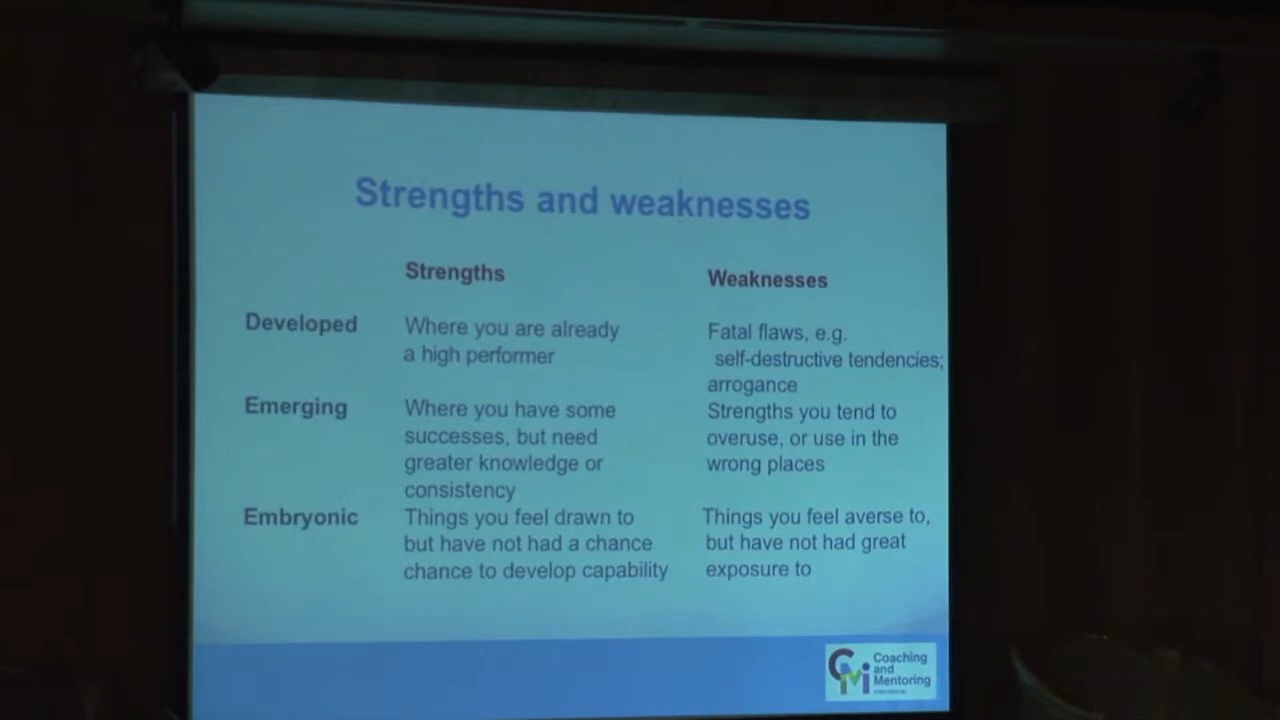 Strengths and weaknesses
Strengths Weaknesses
Developed Where you are already Fatal flaws, e.g.
a high performer self-destructive tendencies;
arrogance
Emerging Where you have some Strengths you tend to
successes, but need overuse, or use in the
greater knowledge or wrong places
consistency
Embryonic Things you feel drawn to Things you feel averse to,
but have not had a chance but have not had great
chance to develop capability exposure to
CMi
Coaching
and
Mentoring
International